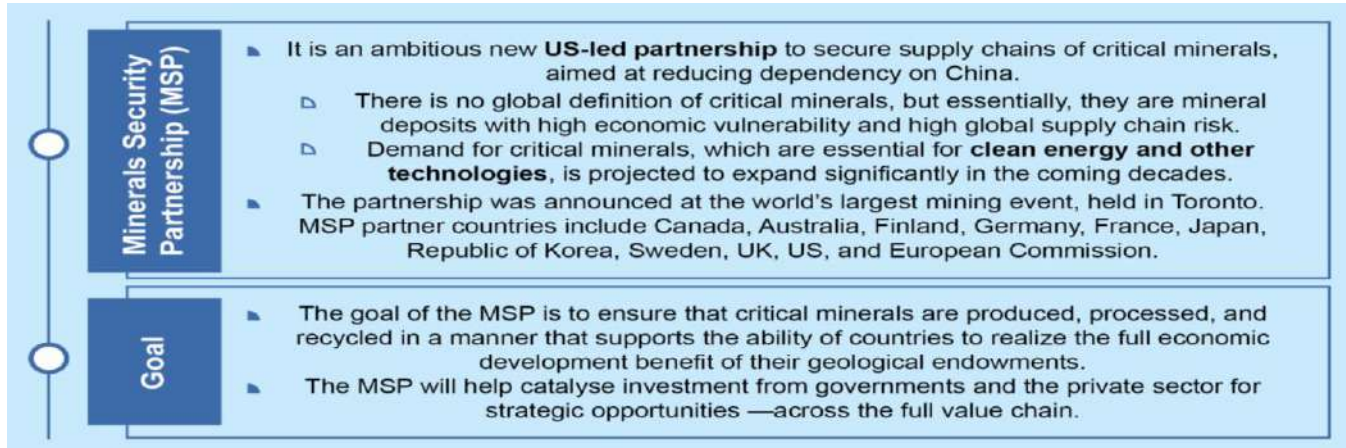 Minerals Security
Partnership (MSP)
It is an ambitious new US-led partnership to secure supply chains of critical minerals,
aimed at reducing dependency on China.
There is no global definition of critical minerals, but essentially, they are mineral
deposits with high economic vulnerability and high global supply chain risk.
Demand for critical minerals, which are essential for clean energy and other
technologies, is projected to expand significantly in the coming decades.
The partnership was announced at the world's largest mining event, held in Toronto.
MSP partner countries include Canada, Australia, Finland, Germany, France, Japan,
Republic of Korea, Sweden, UK, US, and European Commission.
Goal
The goal of the MSP is to ensure that critical minerals are produced, processed, and
recycled in a manner that supports the ability of countries to realize the full economic
development benefit of their geological endowments.
The MSP will help catalyse investment from governments and the private sector for
strategic opportunities —across the full value chain.